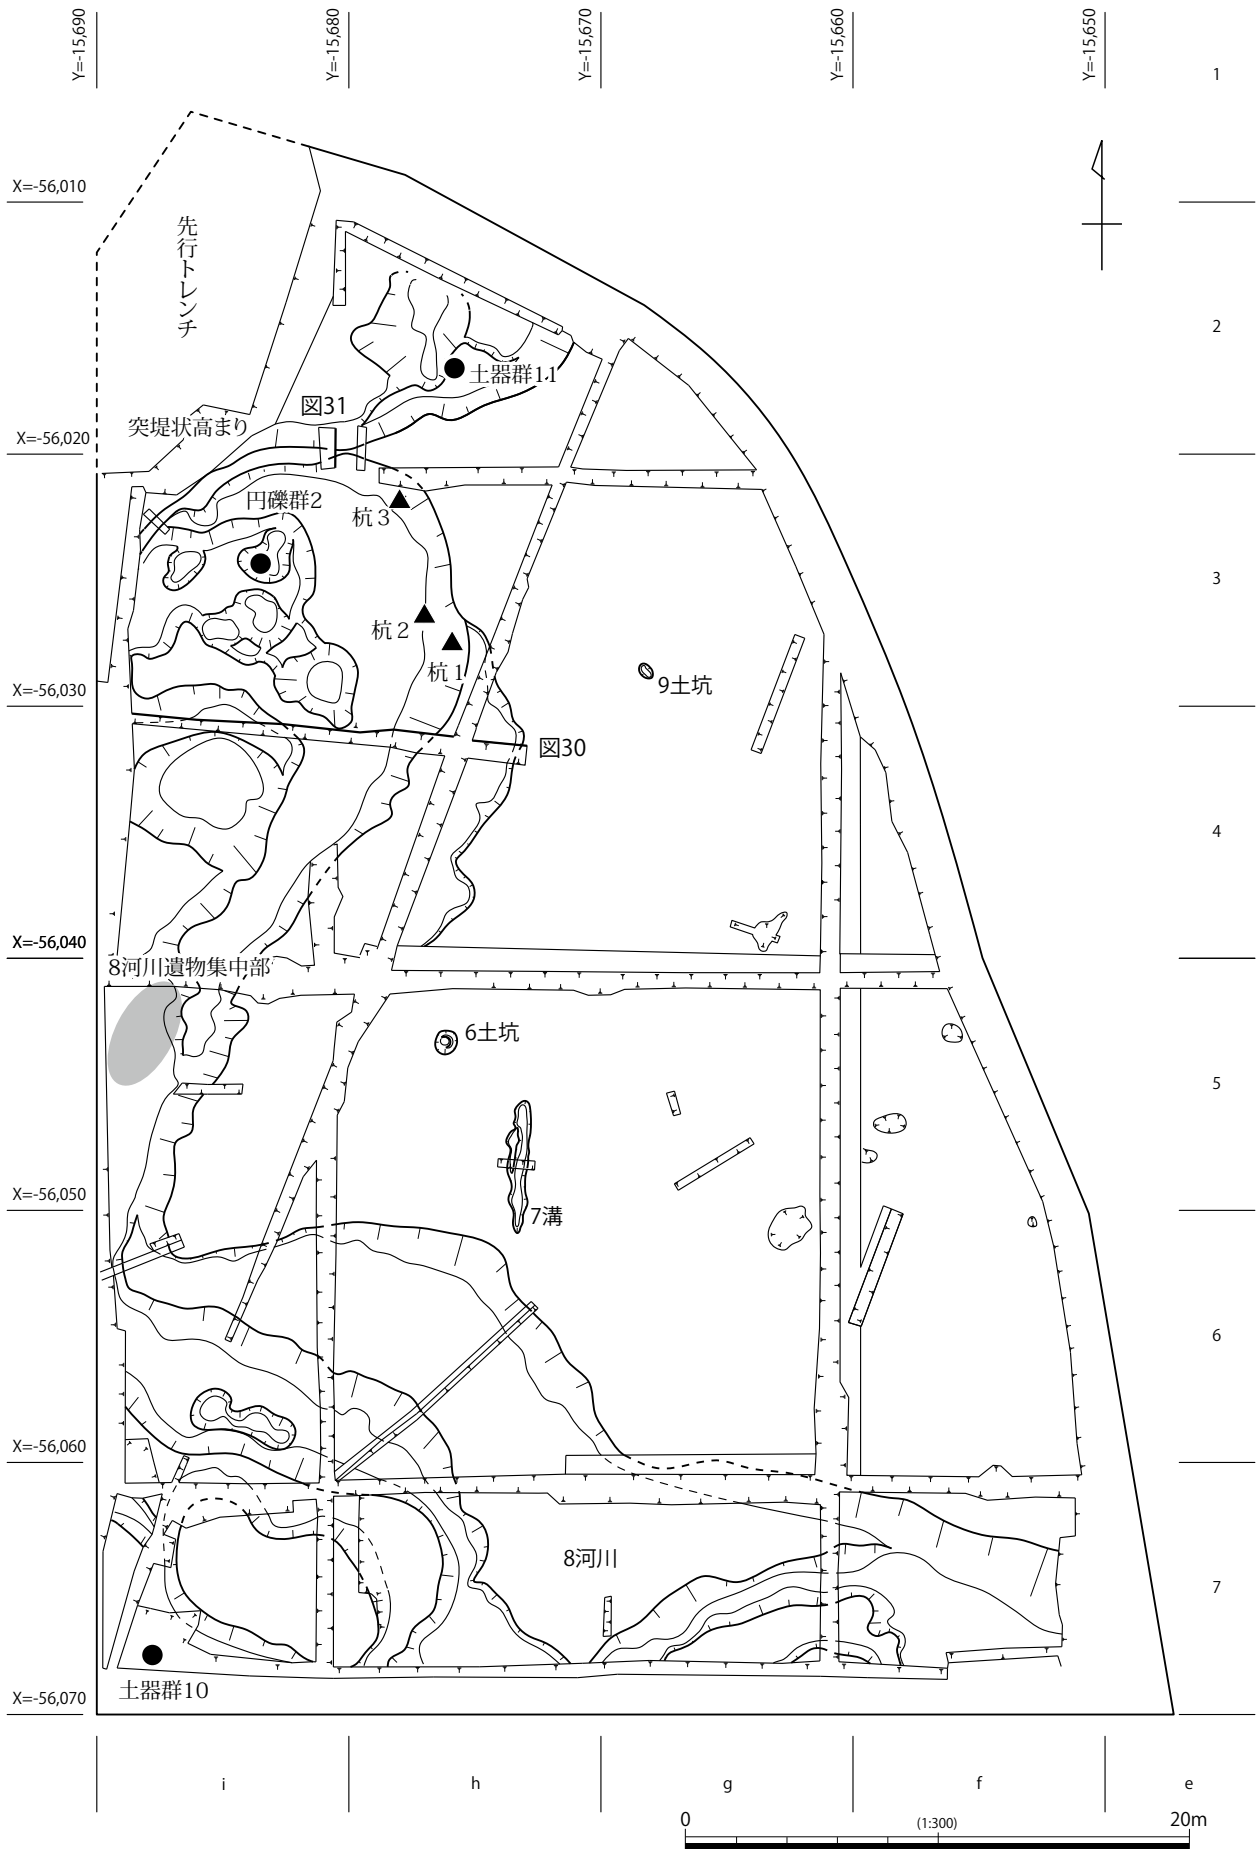 Y=-15,690
Y=-15,680
Y=-15,670
Y=-15,660
Y=-15,650
1
X=-56,010
先行トレンチ
2
土器群11
図31
突堤状高まり
X=-56,020
円礫群2
杭3
3
杭2
杭1
9土坑
X=-56,030
図30
4
X=-56,040
8河川遺物集中部
6土坑
5
X=-56,050
7溝
6
X=-56,060
8河川
7
土器群10
X=-56,070
i
h
g
f
e
0
(1:300)
20m